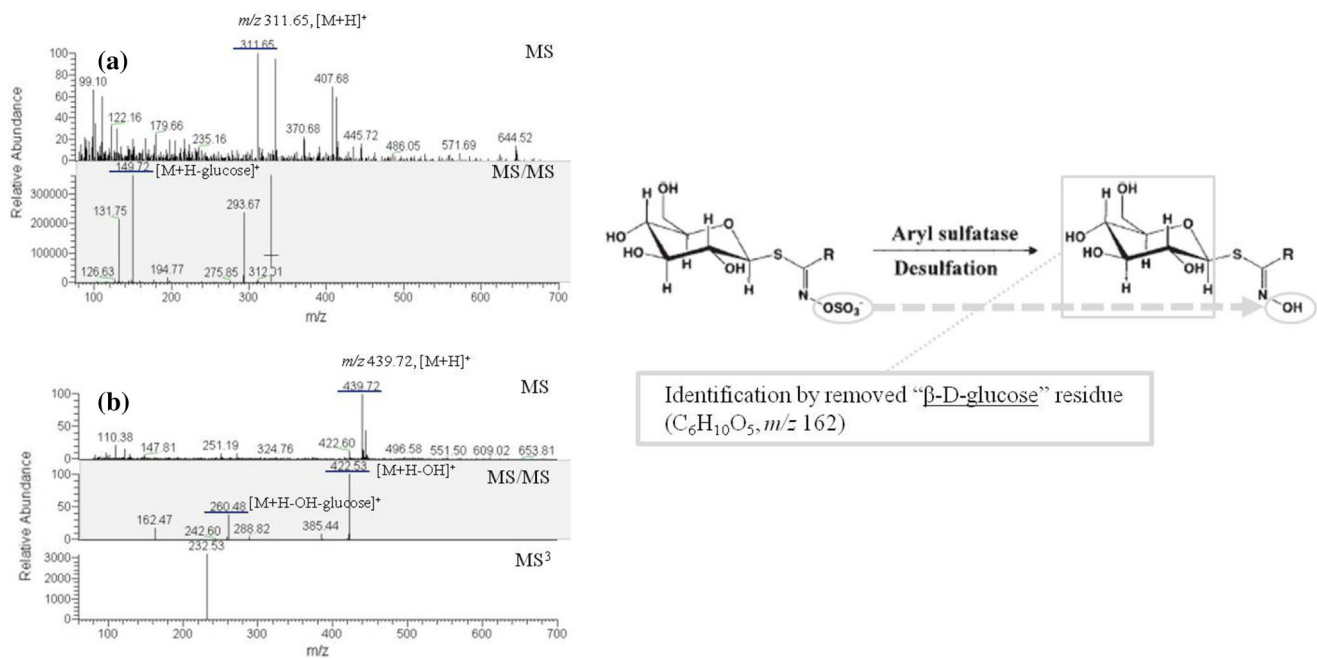 m/z 311.65, [M+H]+
(a)
MS
311.65
99.10
122.16
179.66
235.16
370.68
407.68
445.72
486.05
571.69
644.52
100
80
60
40
20
0
Relative Abundance
149.72
[M+H-glucose]+
MS/MS
131.75
293.67
126.63
194.77
275.85
300000
200000
100000
0
100 200 300 400 500 600 700
m/z
m/z 439.72, [M+H]+
(b)
MS
439.72
110.38
147.81
251.19
324.76
422.60
496.58
551.50
609.02
653.81
100
50
0
Relative Abundance
422.53
[M+H-OH]+
MS/MS
260.48
[M+H-OH-glucose]+
162.47
242.60
288.82
385.44
100
50
0
232.53
MS3
3000
2000
1000
0
100 200 300 400 500 600 700
m/z
H
OH
O
H
HO
HO
H
H
OH
H
S
R
N
OSO3-
Aryl sulfatase
Desulfation
H
OH
O
H
HO
HO
H
H
OH
H
S
R
N
OH
Identification by removed “β-D-glucose” residue
(C6H10O5, m/z 162)